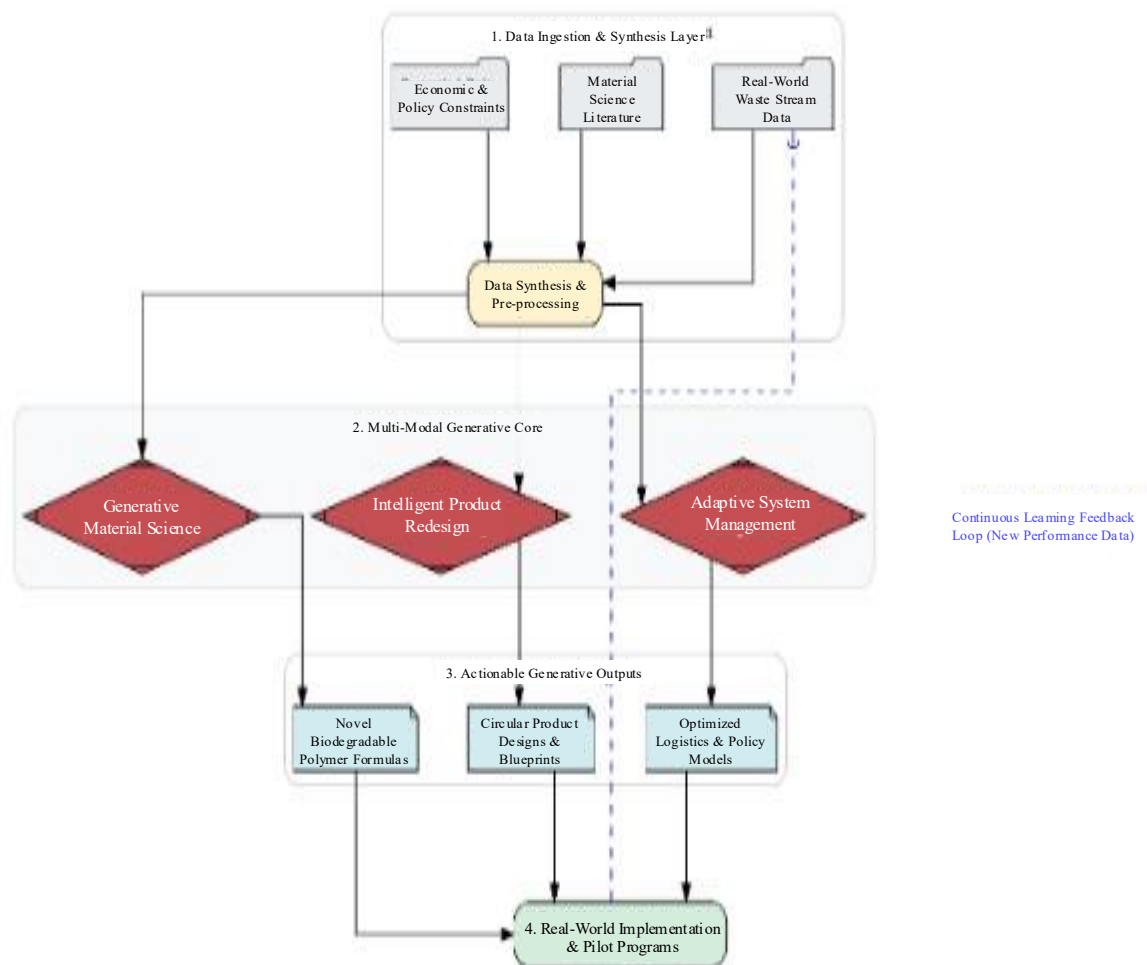 1. Data Ingestion & Synthesis Layer
Economic &
Policy Constraints
Material
Science
Literature
Real-World
Waste Stream
Data
Data Synthesis &
Pre-processing
2. Multi-Modal Generative Core
Generative
Material Science
Intelligent Product
Redesign
Adaptive System
Management
Continuous Learning Feedback
Loop (New Performance Data)
3. Actionable Generative Outputs
Novel
Biodegradable
Polymer Formulas
Circular Product
Designs &
Blueprints
Optimized
Logistics & Policy
Models
4. Real-World Implementation
& Pilot Programs